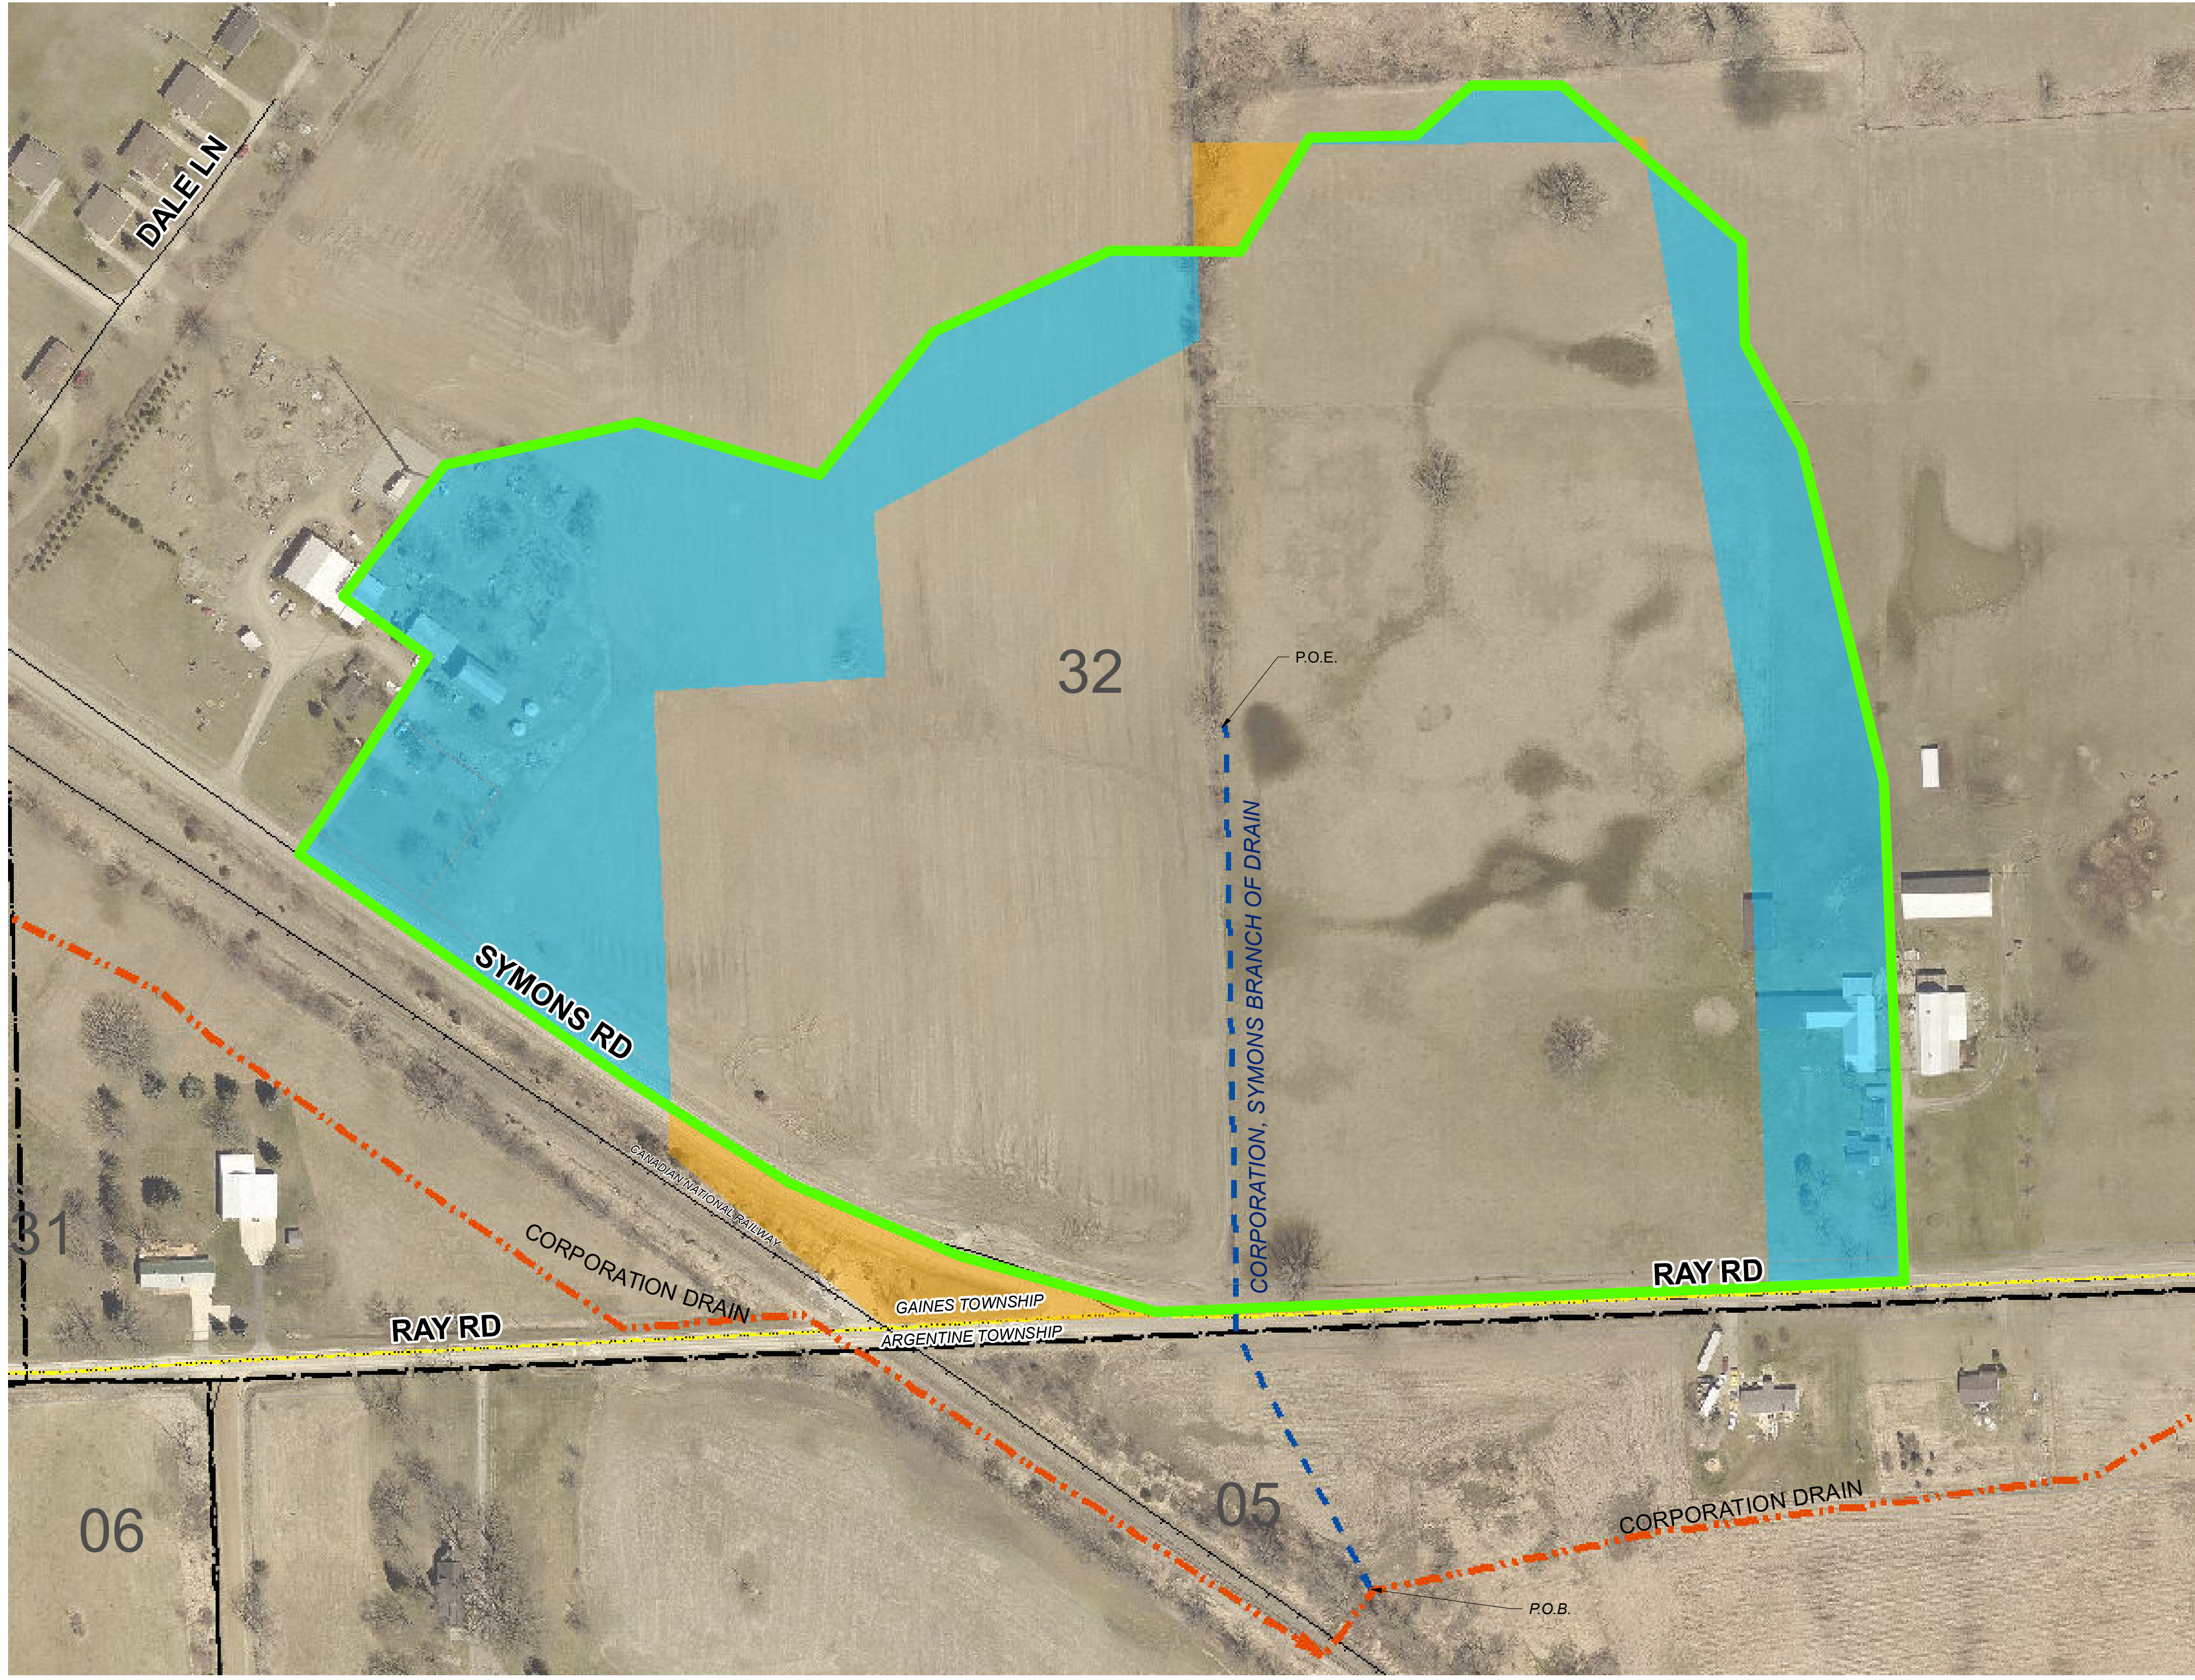 DALE LN
32
P.O.E.
CORPORATION, SYMONS BRANCH OF DRAIN
SYMONS RD
CANADIAN NATIONAL RAILWAY
31
CORPORATION DRAIN
RAY RD
RAY RD
GAINES TOWNSHIP
ARGENTINE TOWNSHIP
05
06
CORPORATION DRAIN
P.O.B.